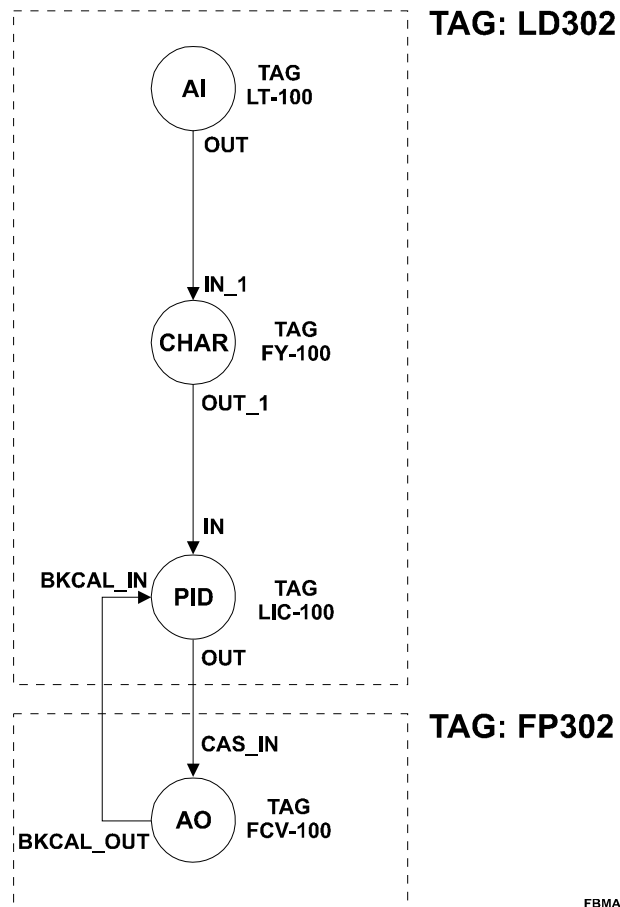 TAG: LD302
AI
TAG
LT-100
OUT
IN_1
CHAR
TAG
FY-100
OUT_1
IN
BKCAL_IN
PID
TAG
LIC-100
OUT
TAG: FP302
CAS_IN
AO
TAG
FCV-100
BKCAL_OUT
FBMA